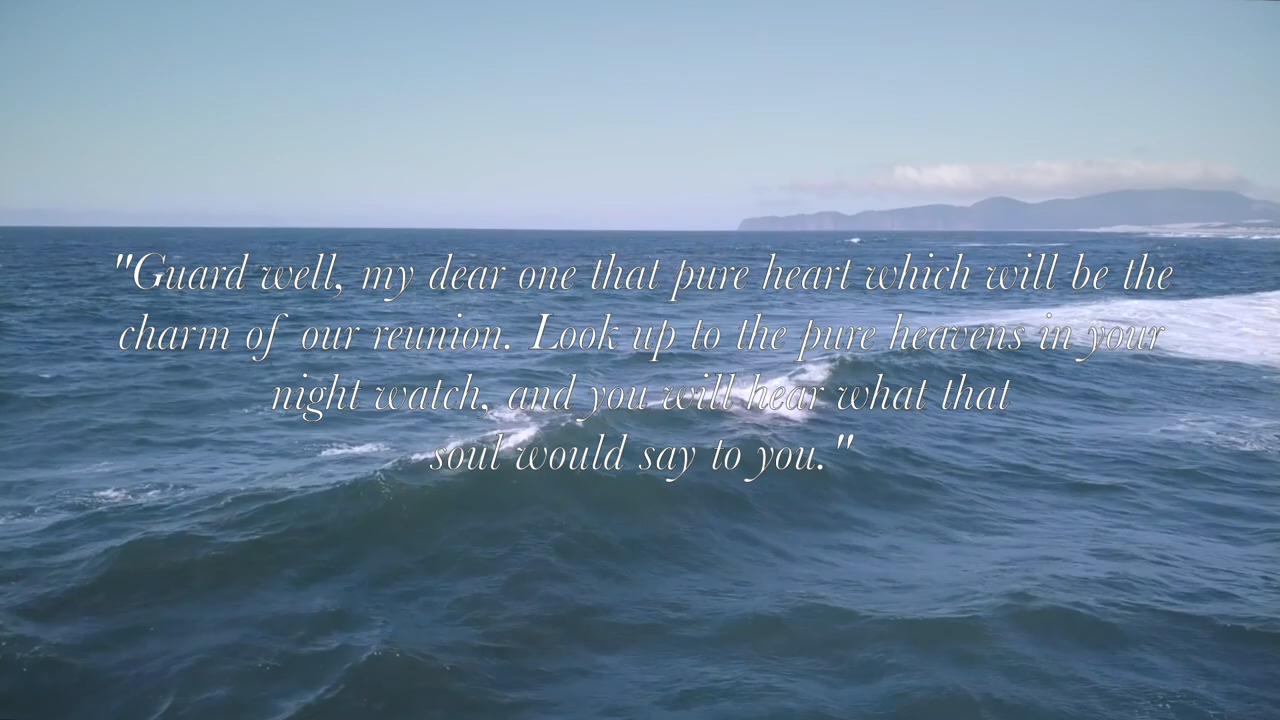 "Guard well, my dear one that pure heart which will be the
charm of our reunion. Look up to the pure heavens in your
night watch, and you will hear what that
soul would say to you."